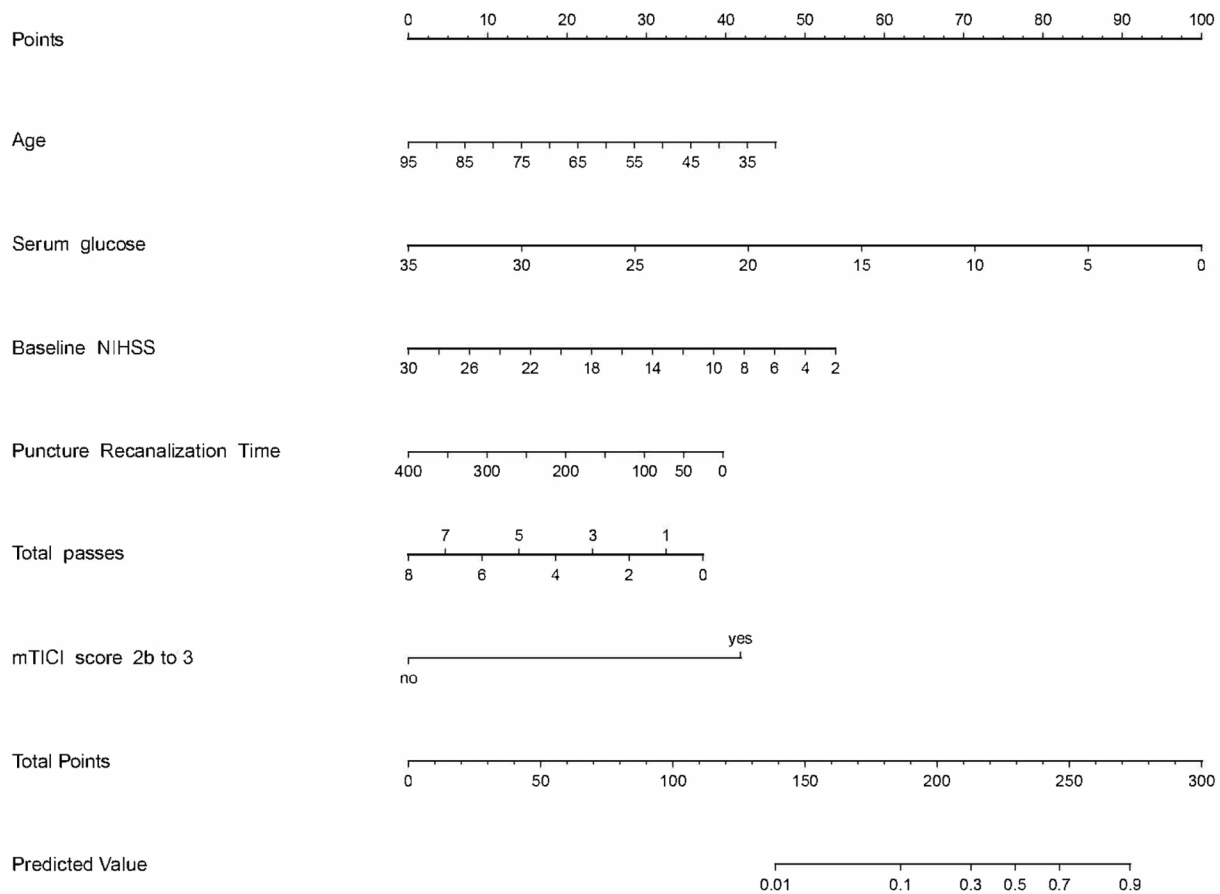 Points
0 10 20 30 40 50 60 70 80 90 100
Age
95 85 75 65 55 45 35
Serum glucose
35 30 25 20 15 10 5 0
Baseline NIHSS
30 26 22 18 14 10 8 6 4 2
Puncture Recanalization Time
400 300 200 100 50 0
7 5 3 1
Total passes
8 6 4 2 0
yes
mTICI score 2b to 3
no
Total Points
0 50 100 150 200 250 300
Predicted Value
0.01 0.1 0.3 0.5 0.7 0.9